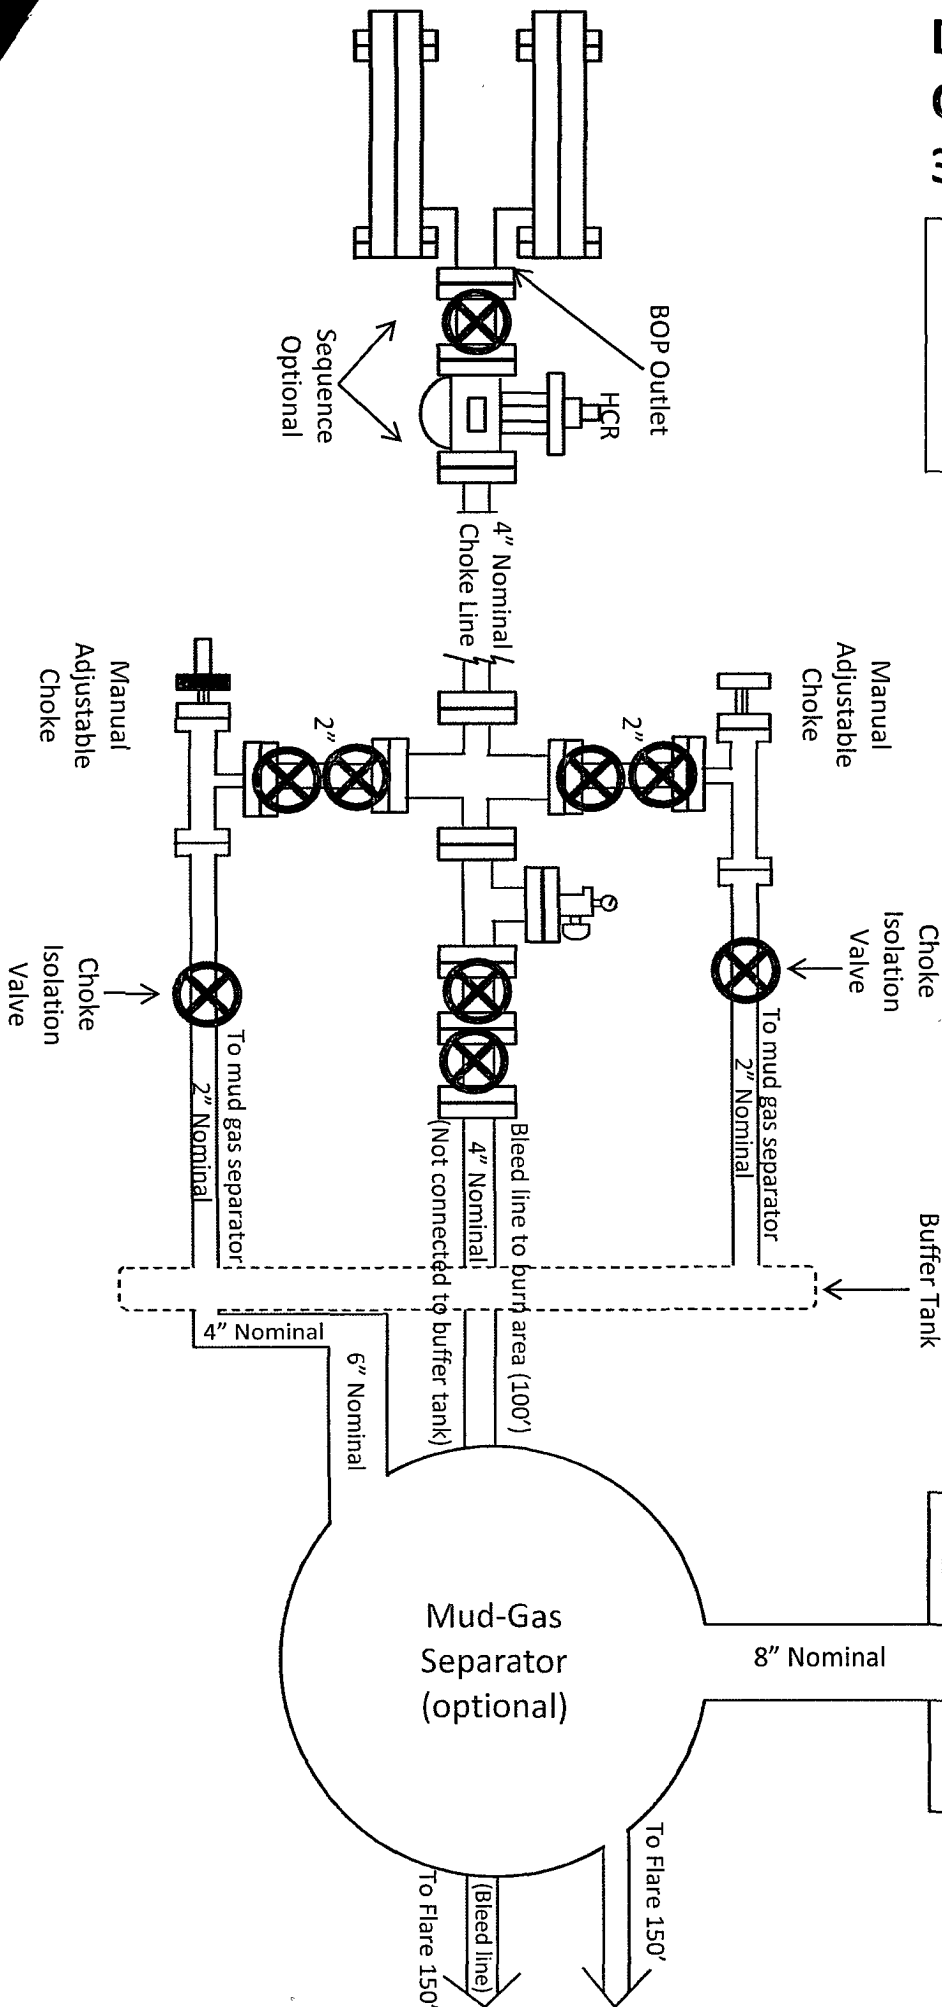 BOP Outlet
HCR
Sequence
Optional
4" Nominal
Choke Line
Manual
Adjustable
Choke
Manual
Adjustable
Choke
2"
2"
Choke
Isolation
Valve
Choke
Isolation
Valve
To mud gas separator
2" Nominal
To mud gas separator
2" Nominal
Bleed line to burn area (100')
4" Nominal
(Not connected to buffer tank)
Buffer Tank
4" Nominal
6" Nominal
Mud-Gas
Separator
(optional)
8" Nominal
To Flare 150'
(Bleed line)
To Flare 150'